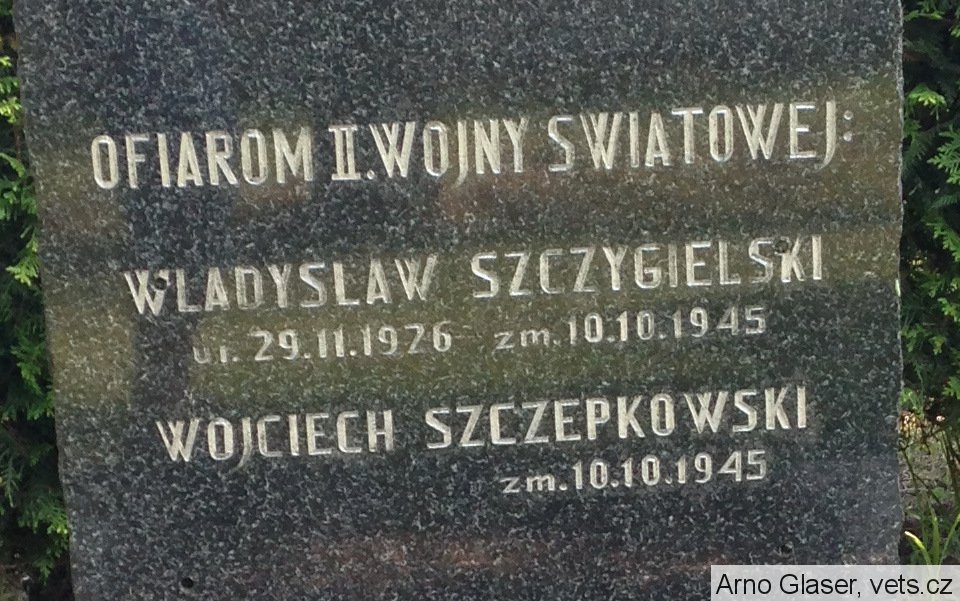 OFIAROM II.WOJNY SWIATOWEJ:
WLADYSLAW SZCZYGIELSKI
ur. 29.11.1926 zm.10.10.1945
WOJCIECH SZCZEPKOWSKI
zm.10.10.1945
Arno Glaser, vets.cz